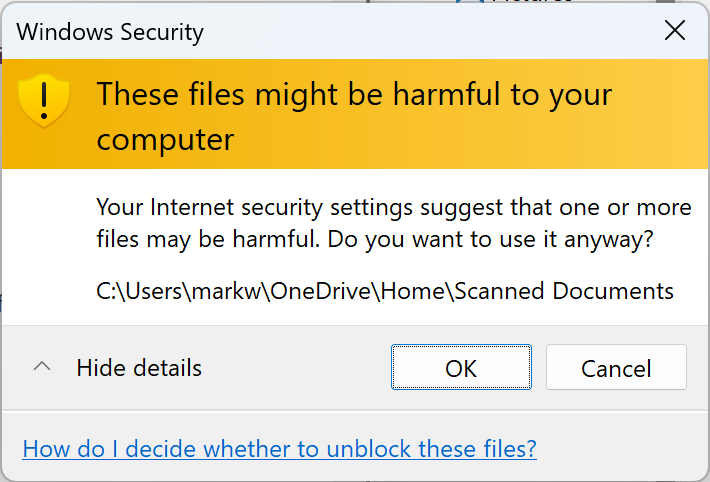 Windows Security
These files might be harmful to your
computer
Your Internet security settings suggest that one or more
files may be harmful. Do you want to use it anyway?
C:\Users\markw\OneDrive\Home\Scanned Documents
Hide details
OK
Cancel
How do I decide whether to unblock these files?